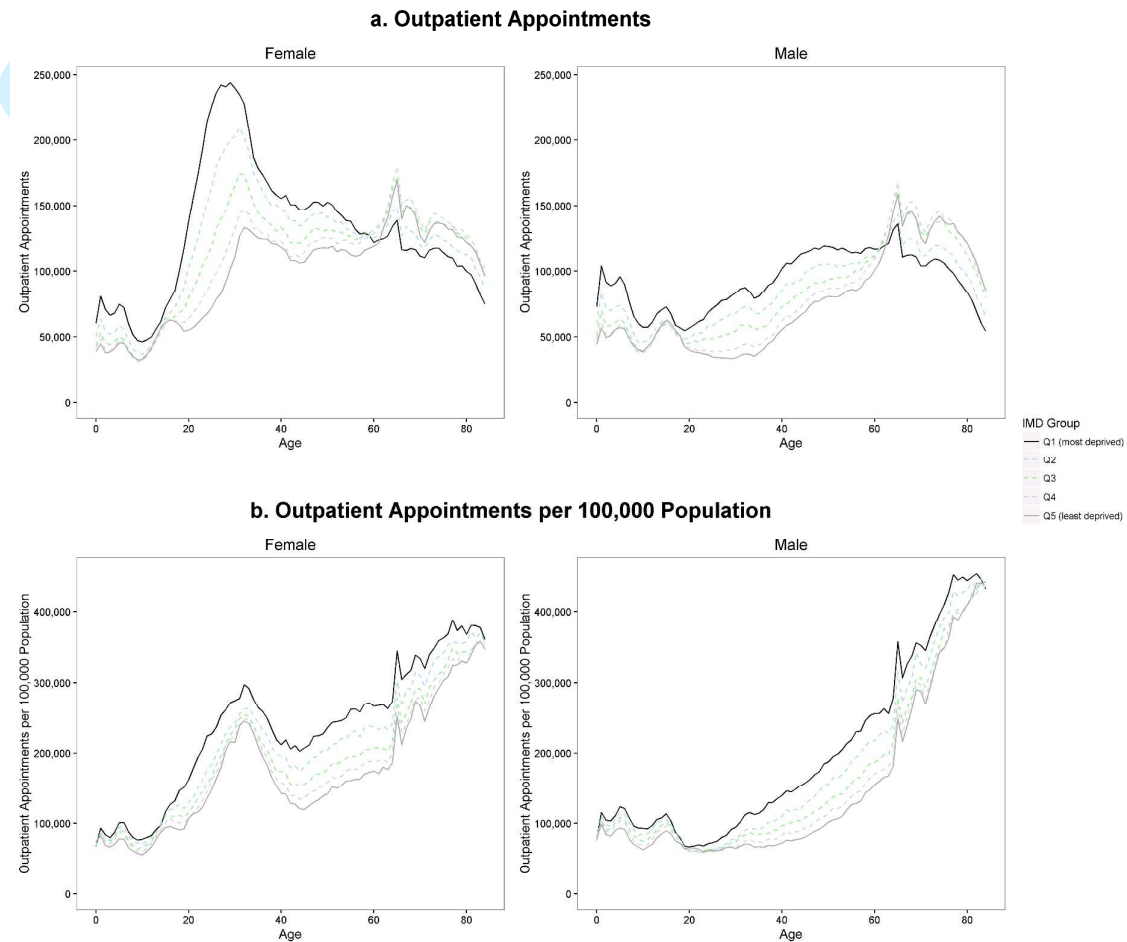 a. Outpatient Appointments
Female
Male
250,000
200,000
150,000
100,000
50,000
0
Outpatient Appointments
0 20 40 60 80
Age
250,000
200,000
150,000
100,000
50,000
0
Outpatient Appointments
0 20 40 60 80
Age
IMD Group
Q1 (most deprived)
Q2
Q3
Q4
Q5 (least deprived)
b. Outpatient Appointments per 100,000 Population
Female
Male
400,000
300,000
200,000
100,000
0
Outpatient Appointments per 100,000 Population
0 20 40 60 80
Age
400,000
300,000
200,000
100,000
0
Outpatient Appointments per 100,000 Population
0 20 40 60 80
Age